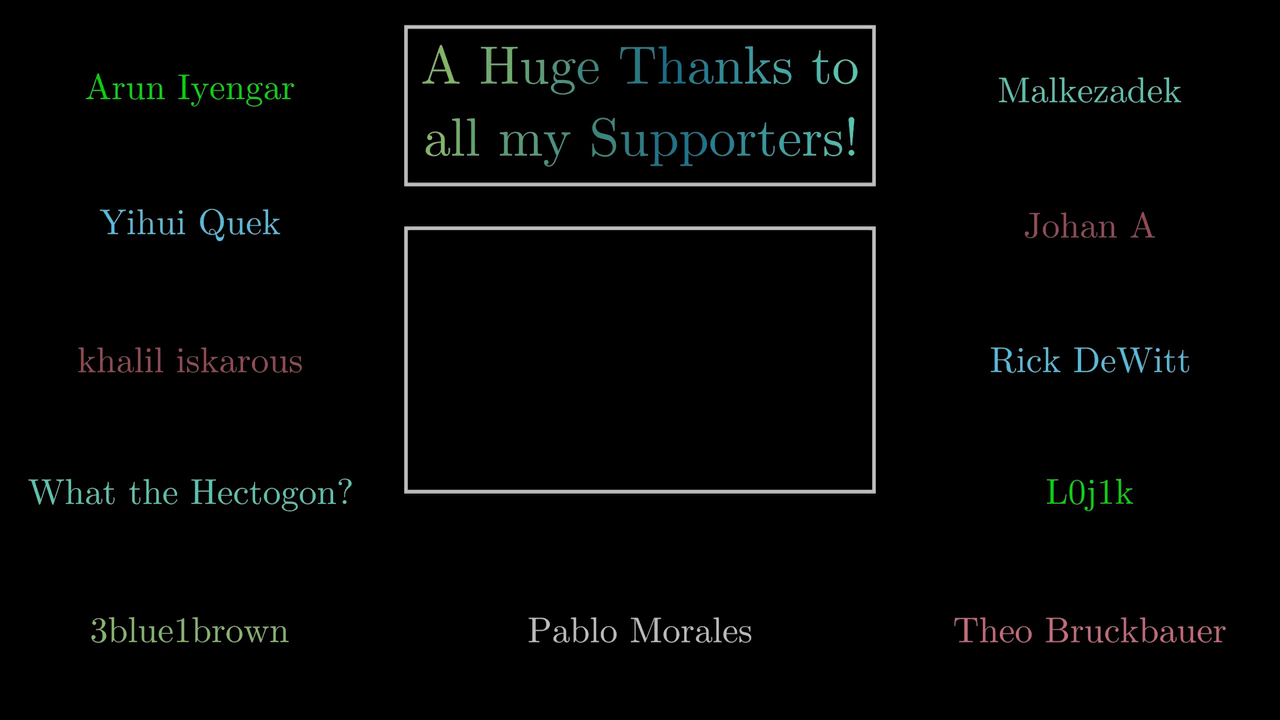 A Huge Thanks to
all my Supporters!
Arun Iyengar
Malkezadek
Yihui Quek
Johan A
khalil iskarous
Rick DeWitt
What the Hectogon?
L0j1k
3blue1brown
Pablo Morales
Theo Bruckbauer